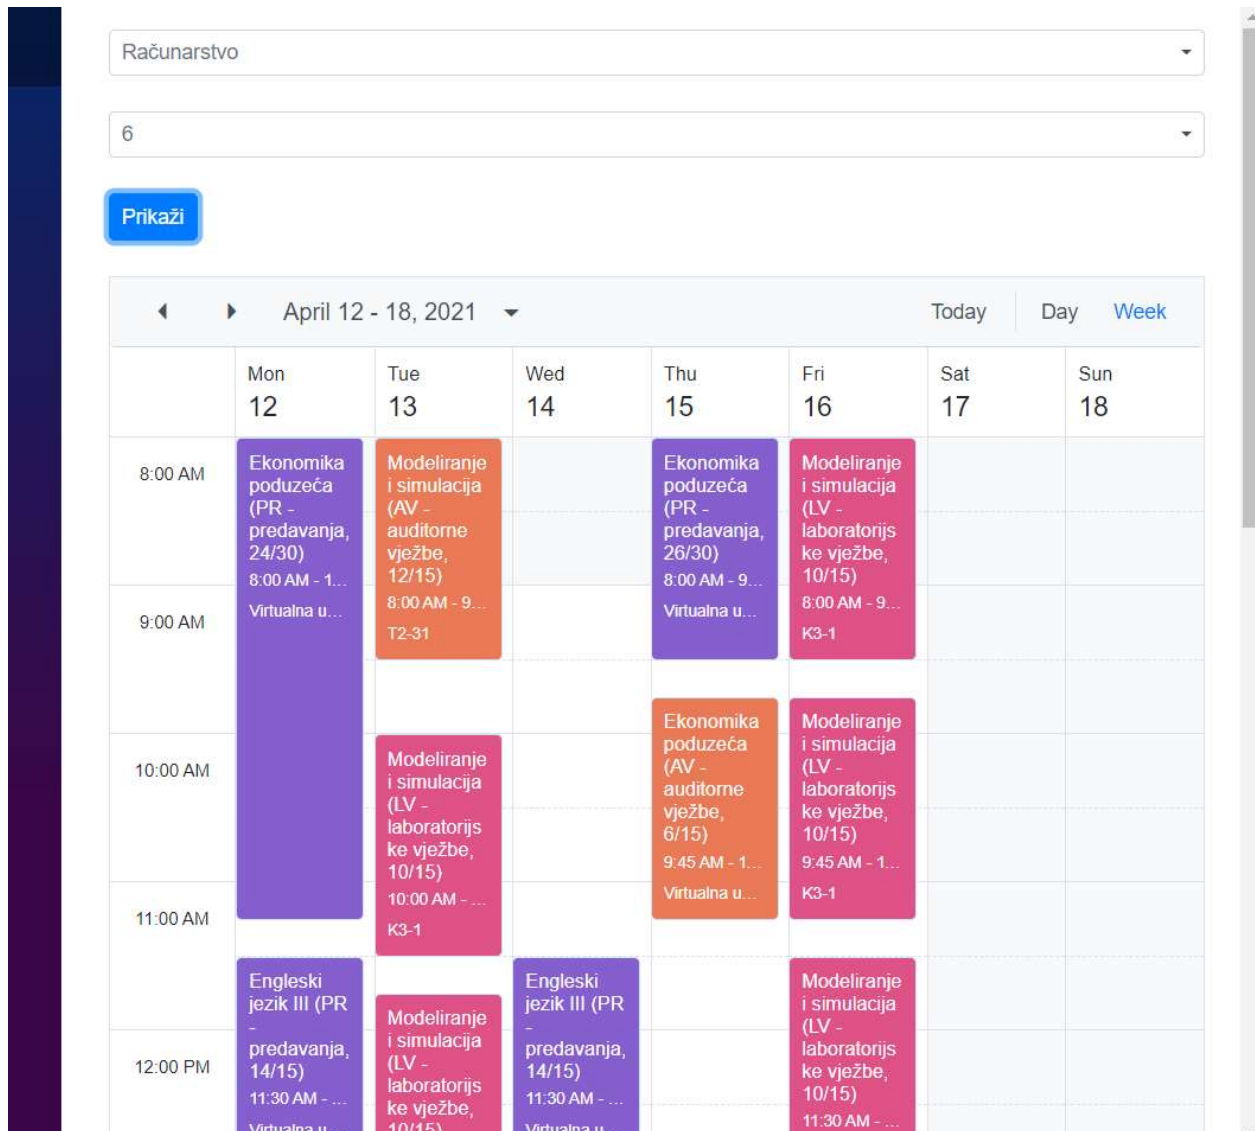 Računarstvo
6
Prikaži
April 12 - 18, 2021
Today
Day
Week
Mon
12
Tue
13
Wed
14
Thu
15
Fri
16
Sat
17
Sun
18
8:00 AM
9:00 AM
10:00 AM
11:00 AM
12:00 PM
Ekonomika
poduzeća
(PR -
predavanja,
24/30)
8:00 AM - 1...
Virtualna u...
Engleski
jezik III (PR
-
predavanja,
14/15)
11:30 AM - ...
Virtualna u...
Modeliranje
i simulacija
(AV -
auditorne
vježbe,
12/15)
8:00 AM - 9...
T2-31
Modeliranje
i simulacija
(LV -
laboratorijs
ke vježbe,
10/15)
10:00 AM - ...
K3-1
Modeliranje
i simulacija
(LV -
laboratorijs
ke vježbe,
10/15)
Engleski
jezik III (PR
-
predavanja,
14/15)
11:30 AM - ...
Virtualna u...
Ekonomika
poduzeća
(PR -
predavanja,
26/30)
8:00 AM - 9...
Virtualna u...
Ekonomika
poduzeća
(AV -
auditorne
vježbe,
6/15)
9:45 AM - 1...
Virtualna u...
Modeliranje
i simulacija
(LV -
laboratorijs
ke vježbe,
10/15)
8:00 AM - 9...
K3-1
Modeliranje
i simulacija
(LV -
laboratorijs
ke vježbe,
10/15)
9:45 AM - 1...
K3-1
Modeliranje
i simulacija
(LV -
laboratorijs
ke vježbe,
10/15)
11:30 AM - ...